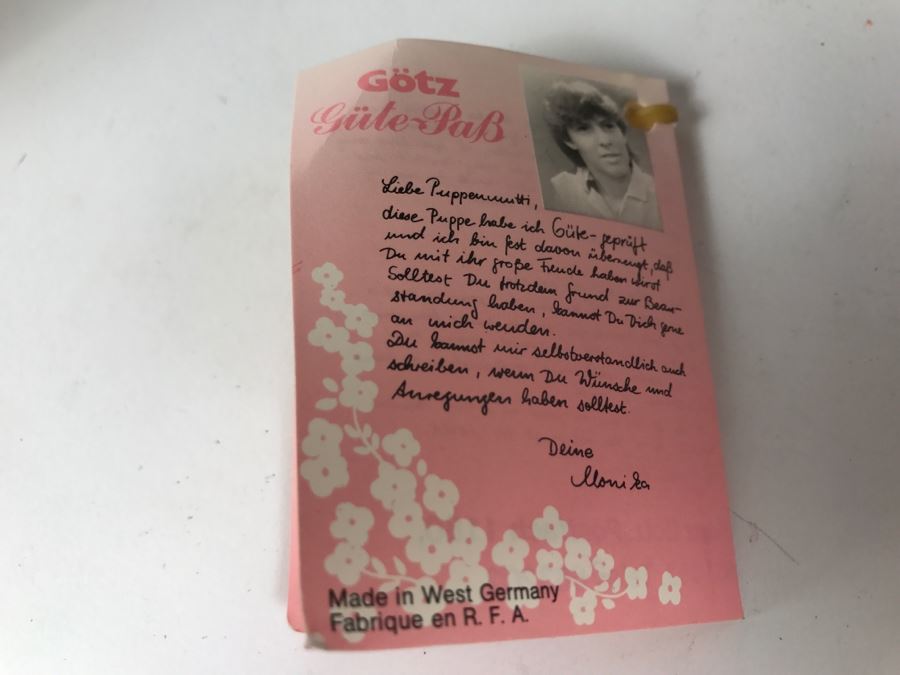 Götz
Güte-Paß
Liebe Puppenmutti,
diese Puppe habe ich Güte-geprüft
und ich bin fest davon überzeugt, daß
Du mit ihr große Freude haben wirst
Solltest Du trotzdem Grund zur Bean-
standung haben, kannst Du Dich gerne
an mich wenden.
Du kannst mir selbstverständlich auch
schreiben, wenn Du Wünsche und
Anregungen haben solltest.
Deine
Monika
Made in West Germany
Fabrique en R. F. A.